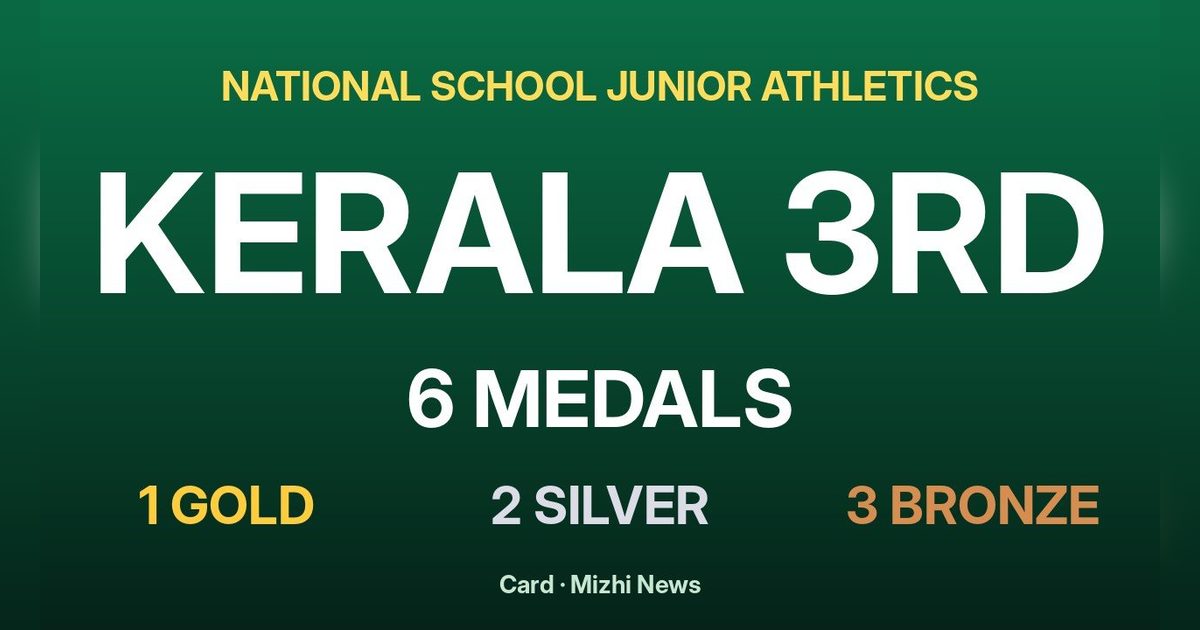 NATIONAL SCHOOL JUNIOR ATHLETICS
KERALA 3RD
6 MEDALS
1 GOLD 2 SILVER 3 BRONZE
Card · Mizhi News